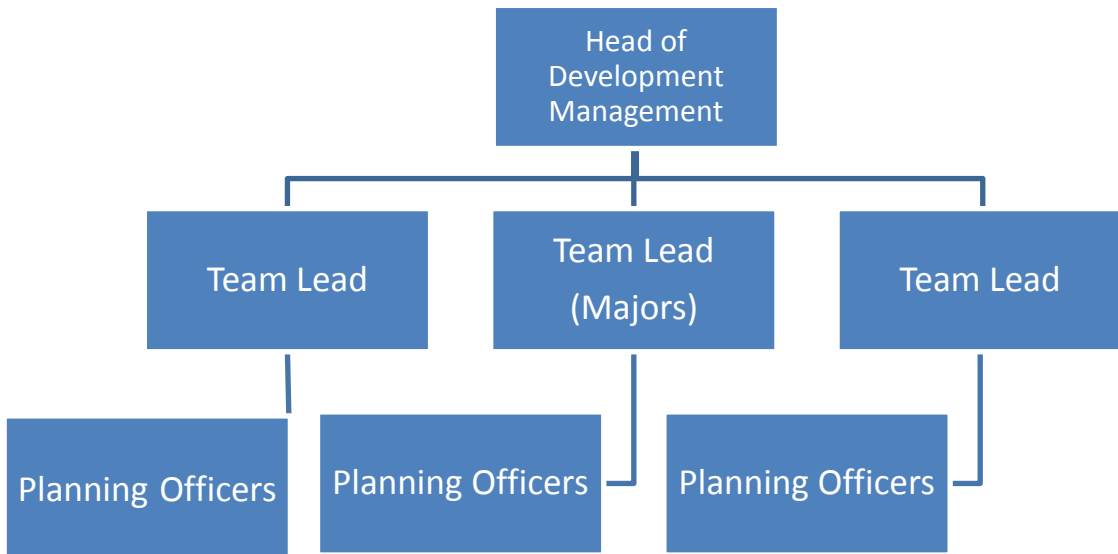 Head of
Development
Management
Team Lead
Team Lead
(Majors)
Team Lead
Planning Officers
Planning Officers
Planning Officers